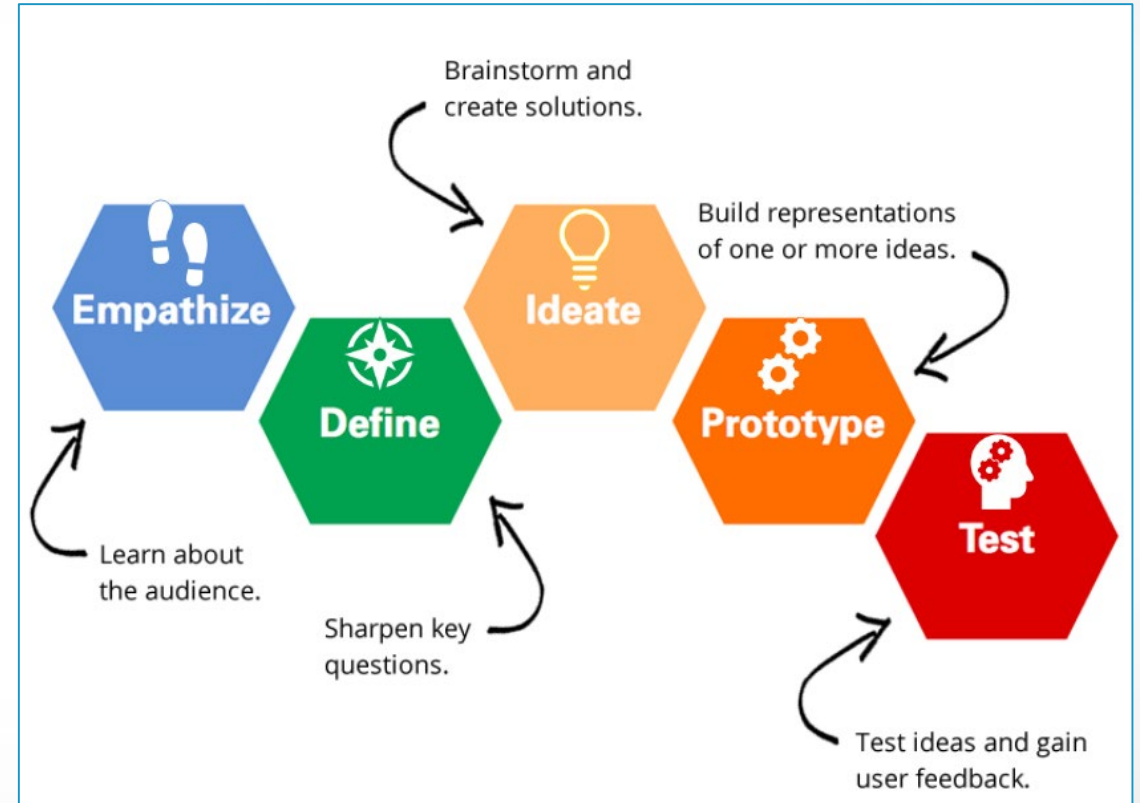 Brainstorm and
create solutions.
Build representations
of one or more ideas.
Empathize
Ideate
Define
Prototype
Test
Learn about
the audience.
Sharpen key
questions.
Test ideas and gain
user feedback.